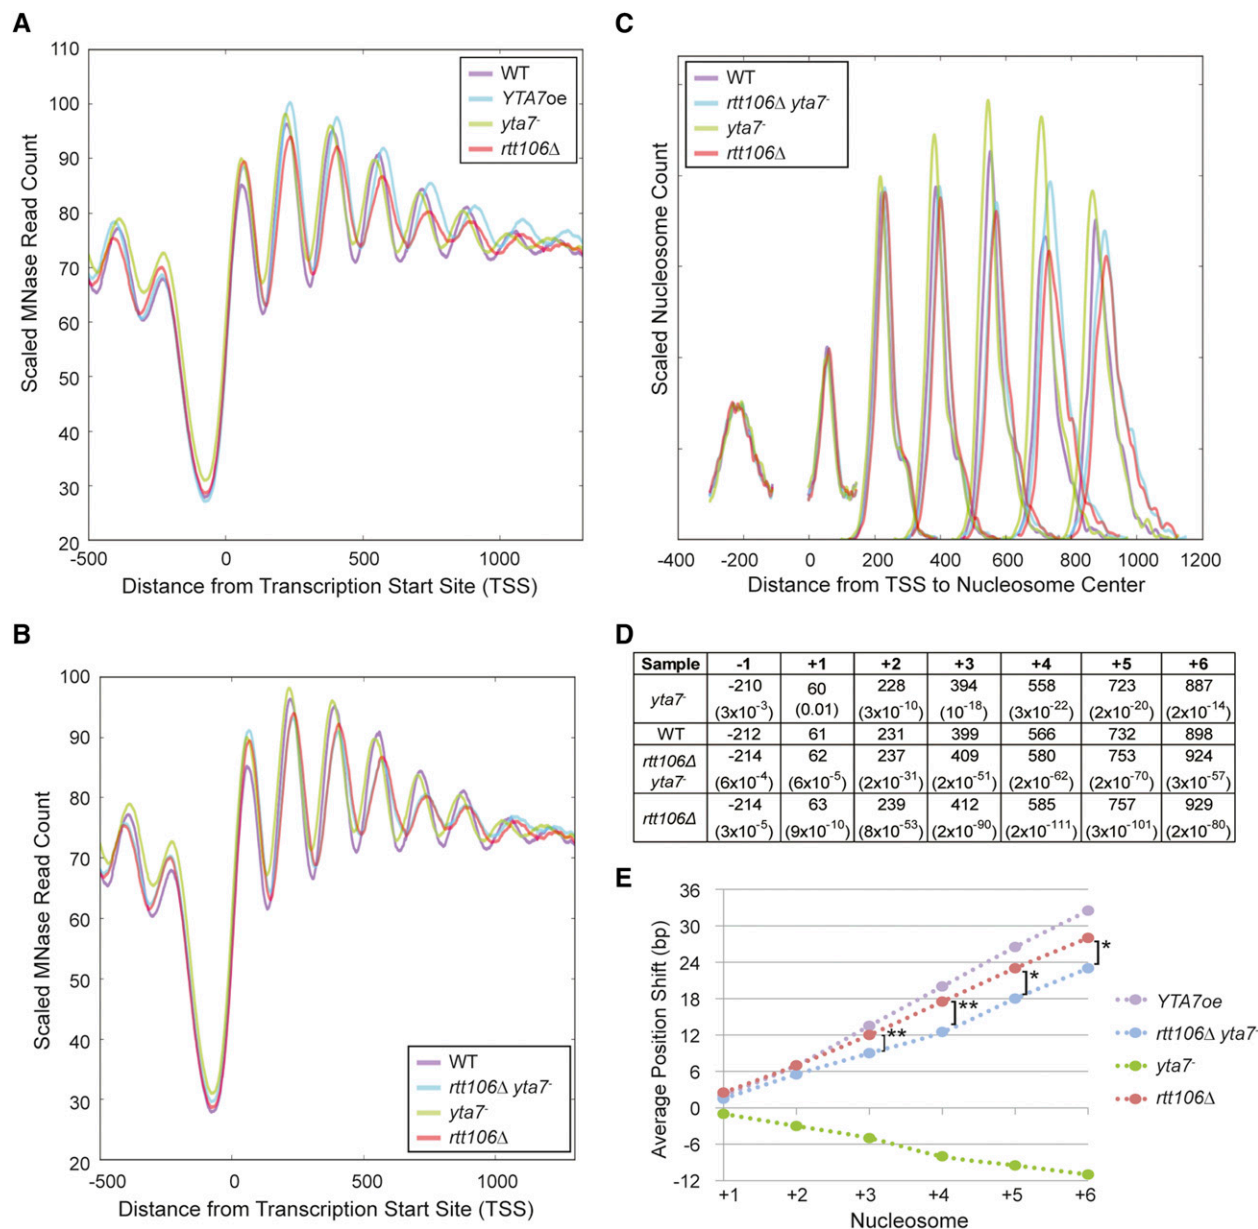 A
110
100
90
80
70
60
50
40
30
20
-500
0
500
1000
Scaled MNase Read Count
Distance from Transcription Start Site (TSS)
WT
YTA7oe
yta7-
rtt106Δ
B
100
90
80
70
60
50
40
30
20
-500
0
500
1000
Scaled MNase Read Count
Distance from Transcription Start Site (TSS)
WT
rtt106Δ yta7-
yta7-
rtt106Δ
C
WT
rtt106Δ yta7-
yta7-
rtt106Δ
Scaled Nucleosome Count
-400 -200 0 200 400 600 800 1000 1200
Distance from TSS to Nucleosome Center
D
Sample -1 +1 +2 +3 +4 +5 +6
yta7- -210 60 228 394 558 723 887
(3x10-3) (0.01) (3x10-10) (10-18) (3x10-22) (2x10-20) (2x10-14)
WT -212 61 231 399 566 732 898
rtt106Δ -214 62 237 409 580 753 924
yta7- (6x10-4) (6x10-5) (2x10-31) (2x10-51) (2x10-62) (2x10-70) (3x10-57)
rtt106Δ -214 63 239 412 585 757 929
(3x10-5) (9x10-10) (8x10-53) (2x10-90) (2x10-111) (3x10-101) (2x10-80)
E
36
30
24
18
12
6
0
-6
-12
Average Position Shift (bp)
+1 +2 +3 +4 +5 +6
Nucleosome
**
**
*
*
YTA7oe
rtt106Δ yta7-
yta7-
rtt106Δ